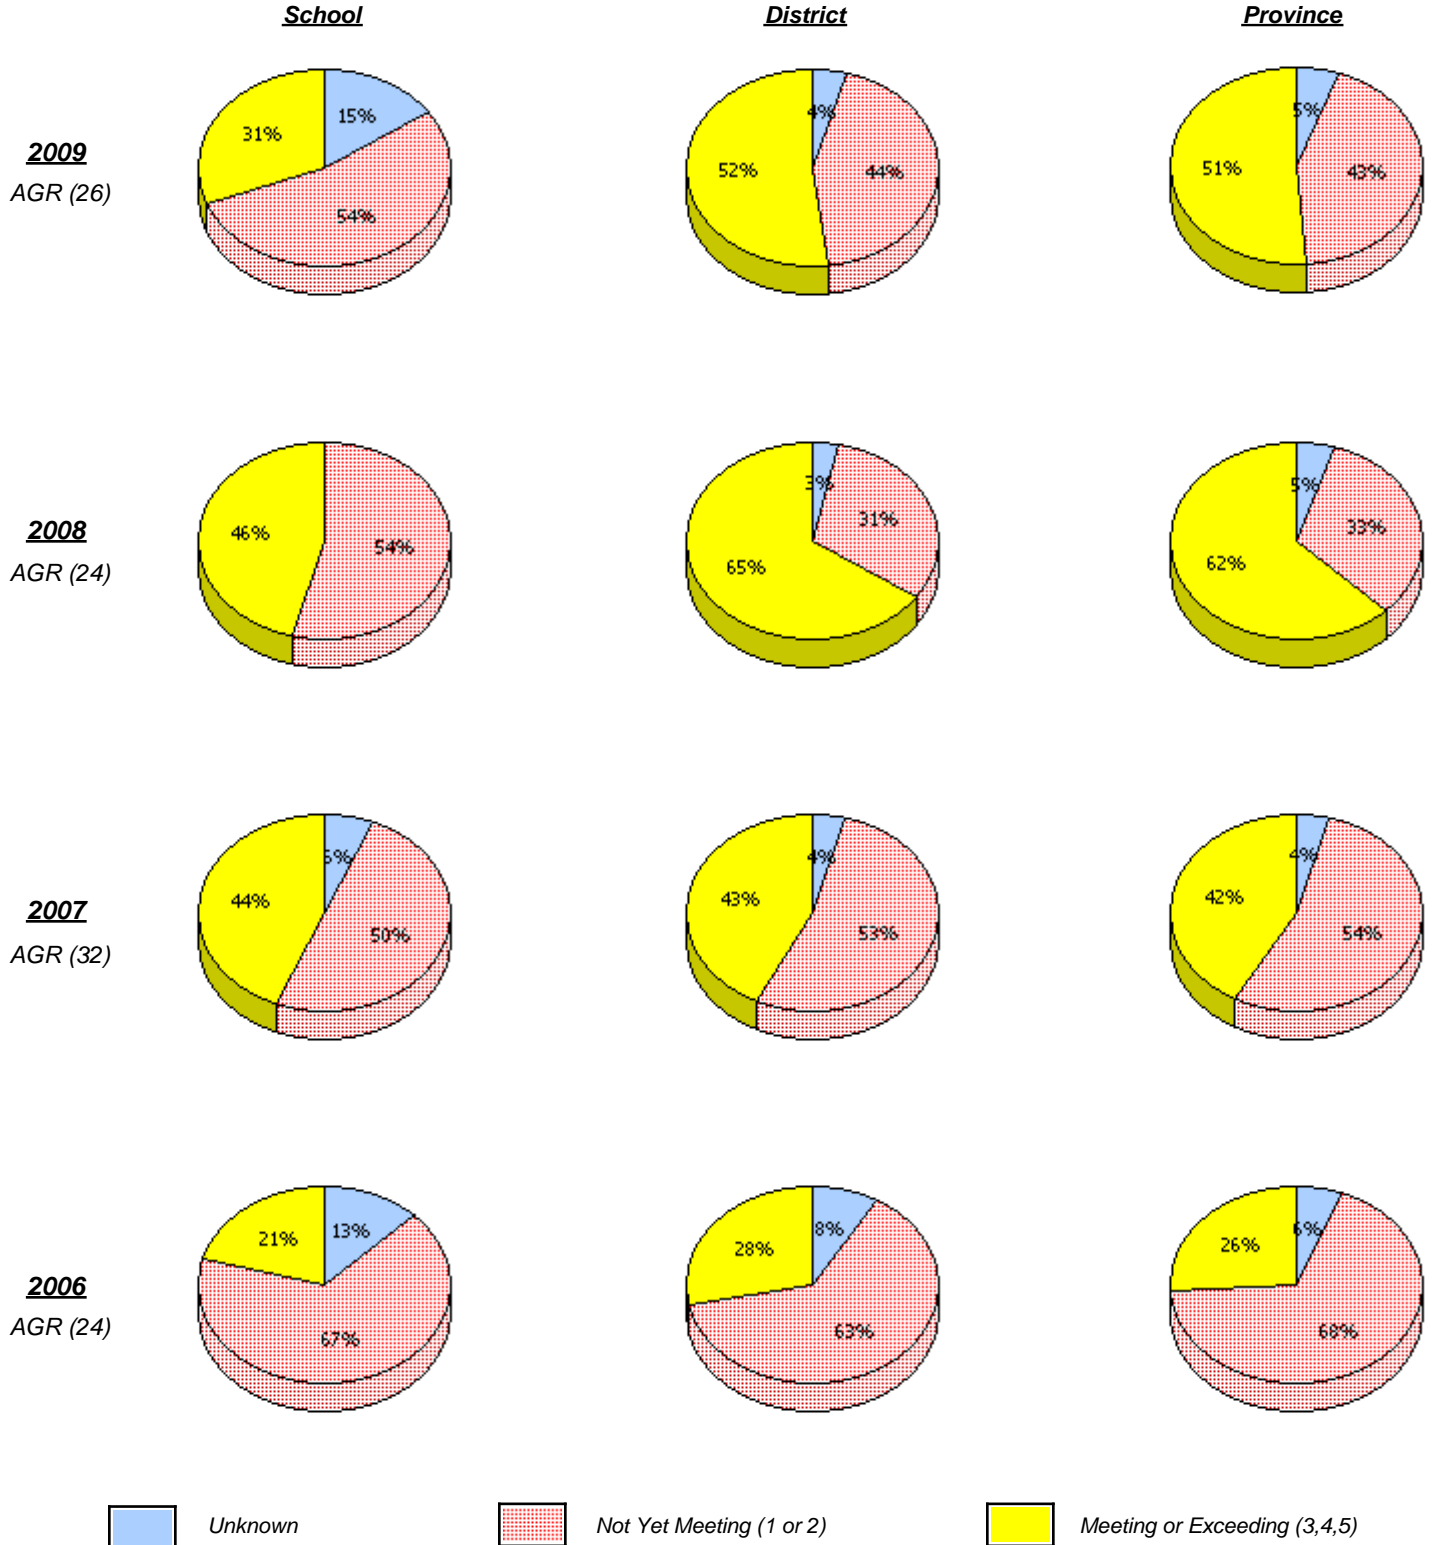 School District Province
2009
AGR (26)
31% 15% 54%
52% 4% 44%
51% 5% 43%
2008
AGR (24)
46% 54%
65% 3% 31%
62% 5% 33%
2007
AGR (32)
44% 50%
43% 4% 53%
42% 4% 54%
2006
AGR (24)
21% 13% 67%
28% 8% 63%
26% 6% 68%
Unknown Not Yet Meeting (1 or 2) Meeting or Exceeding (3,4,5)